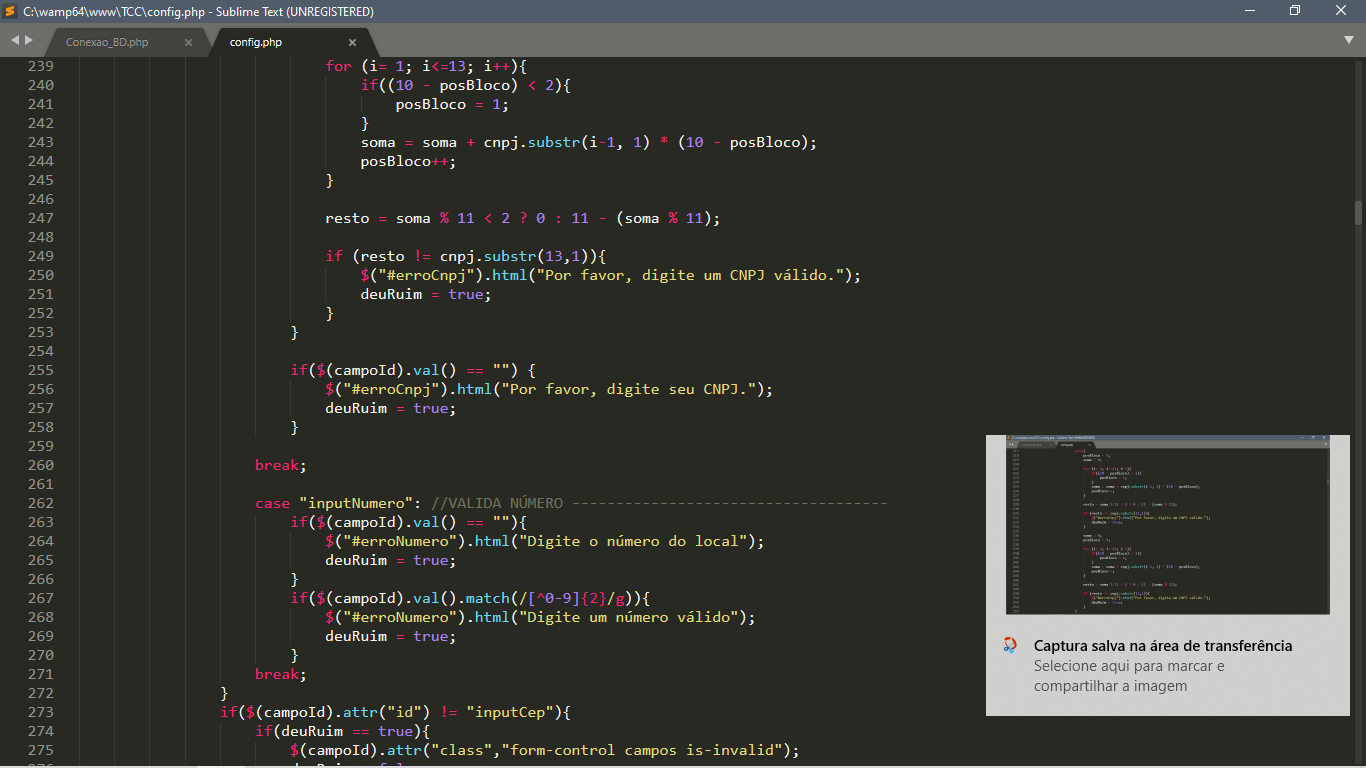 C:\wamp64\www\TCC\config.php - Sublime Text (UNREGISTERED)
Conexao_BD.php
config.php
239 for (i= 1; i<=13; i++){
240 if((10 - posBloco) < 2){
241 posBloco = 1;
242 }
243 soma = soma + cnpj.substr(i-1, 1) * (10 - posBloco);
244 posBloco++;
245 }
246
247 resto = soma % 11 < 2 ? 0 : 11 - (soma % 11);
248
249 if (resto != cnpj.substr(13,1)){
250 $("#erroCnpj").html("Por favor, digite um CNPJ válido.");
251 deuRuim = true;
252 }
253 }
254
255 if($(campoId).val() == "") {
256 $("#erroCnpj").html("Por favor, digite seu CNPJ.");
257 deuRuim = true;
258 }
259
260 break;
261
262 case "inputNumero": //VALIDA NÚMERO -----------------------------------
263 if($(campoId).val() == ""){
264 $("#erroNumero").html("Digite o número do local");
265 deuRuim = true;
266 }
267 if($(campoId).val().match(/[^0-9]{2}/g)){
268 $("#erroNumero").html("Digite um número válido");
269 deuRuim = true;
270 }
271 break;
272 }
273 if($(campoId).attr("id") != "inputCep"){
274 if(deuRuim == true){
275 $(campoId).attr("class","form-control campos is-invalid");
Captura salva na área de transferência
Selecione aqui para marcar e
compartilhar a imagem